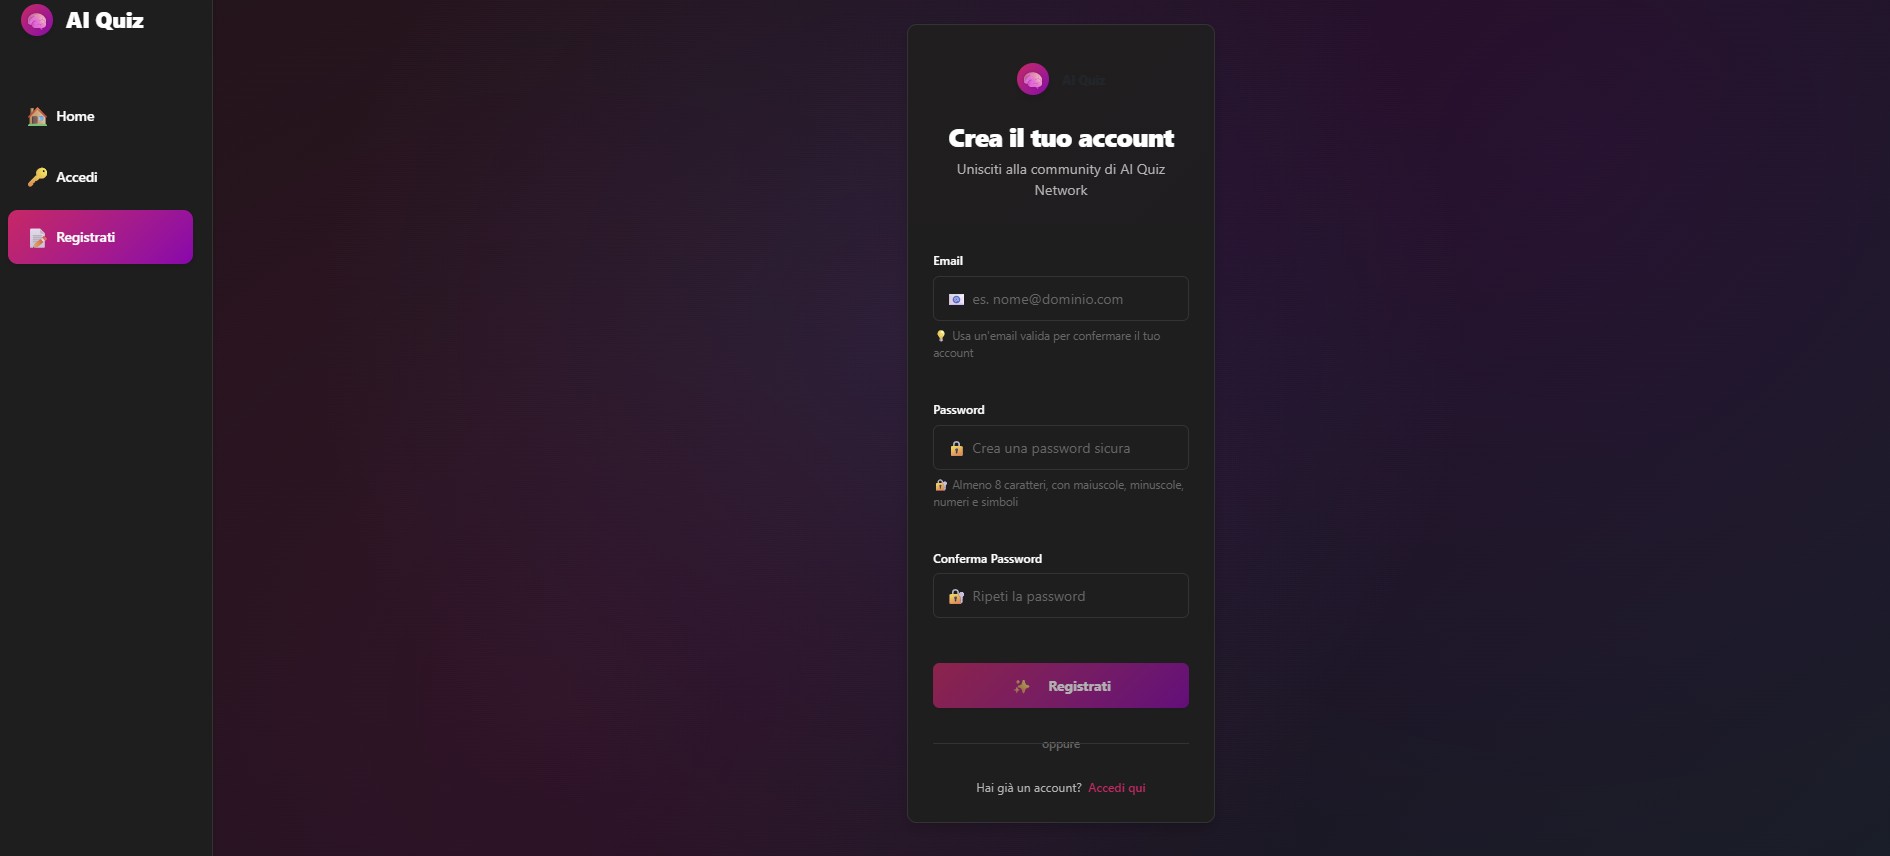 AI Quiz
Home
Accedi
Registrati
AI Quiz
Crea il tuo account
Unisciti alla community di AI Quiz
Network
Email
es. nome@dominio.com
Usa un'email valida per confermare il tuo
account
Password
Crea una password sicura
Almeno 8 caratteri, con maiuscole, minuscole,
numeri e simboli
Conferma Password
Ripeti la password
Registrati
oppure
Hai già un account? Accedi qui